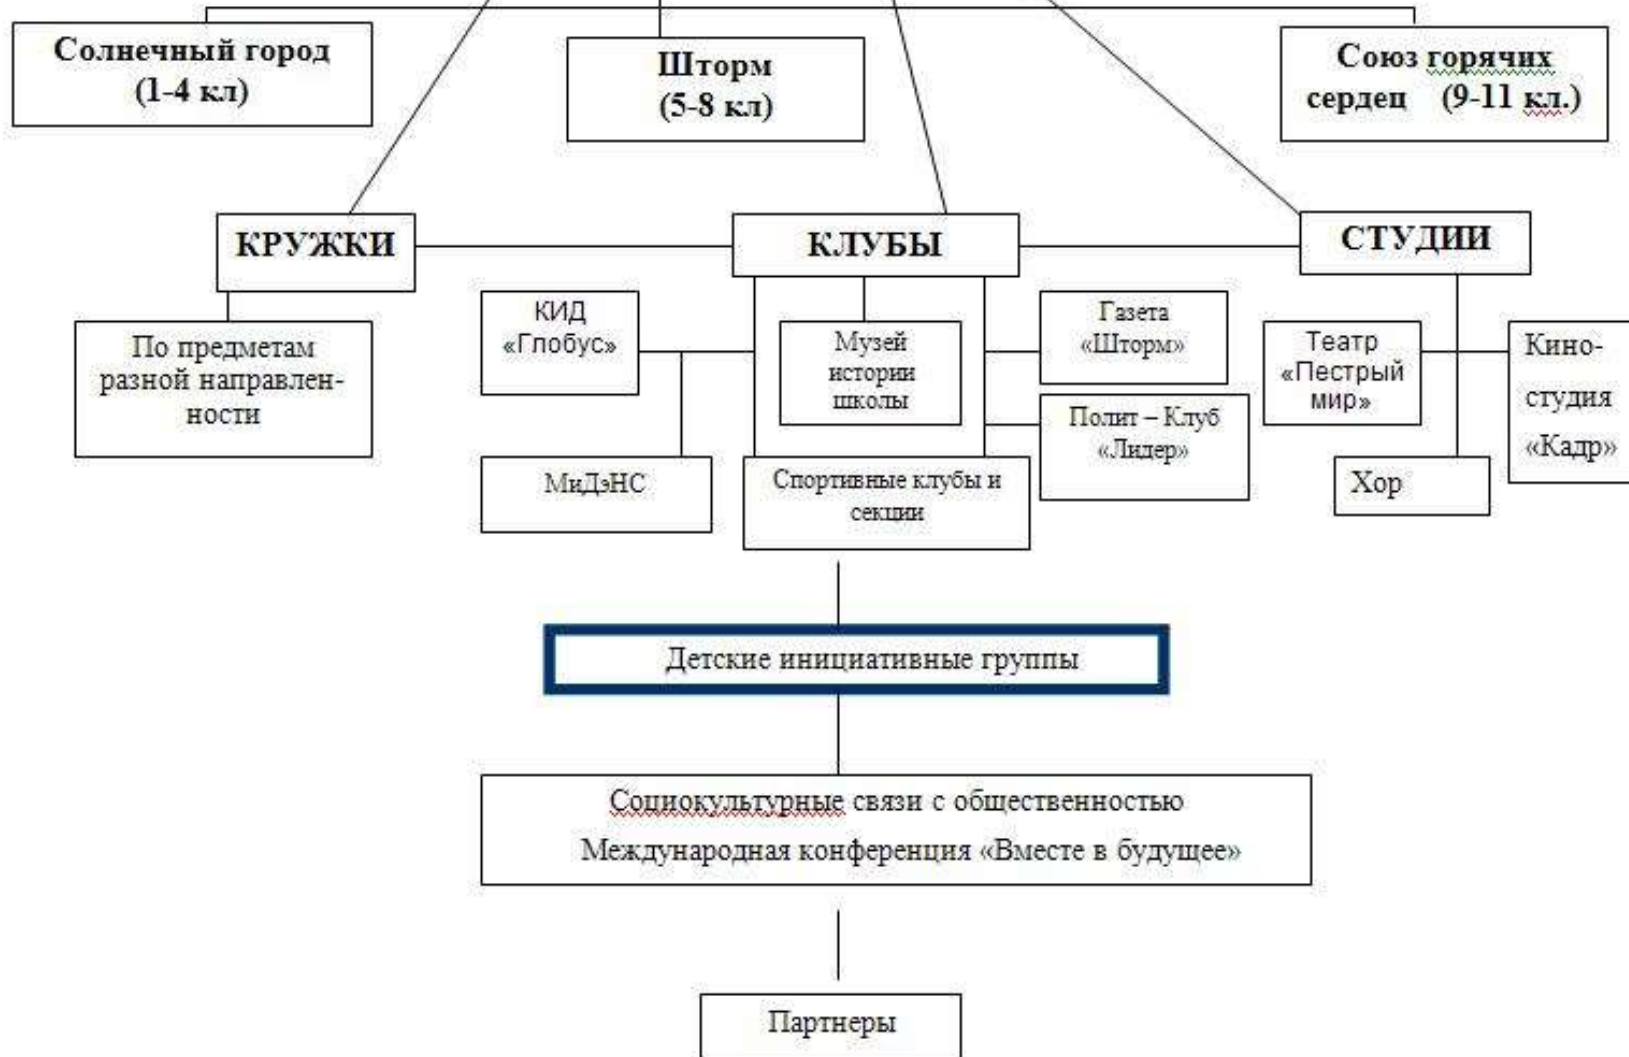 Солнечный город
(1-4 кл)
Шторм
(5-8 кл)
Союз горячих
сердец (9-11 кл.)
КРУЖКИ
КЛУБЫ
СТУДИИ
По предметам
разной направлен-
ности
КИД
«Глобус»
МиДэНС
Музей
истории
школы
Спортивные клубы и
секции
Газета
«Шторм»
Полит – Клуб
«Лидер»
Театр
«Пестрый
мир»
Хор
Кино-
студия
«Кадр»
Детские инициативные группы
Социокультурные связи с общественностью
Международная конференция «Вместе в будущее»
Партнеры